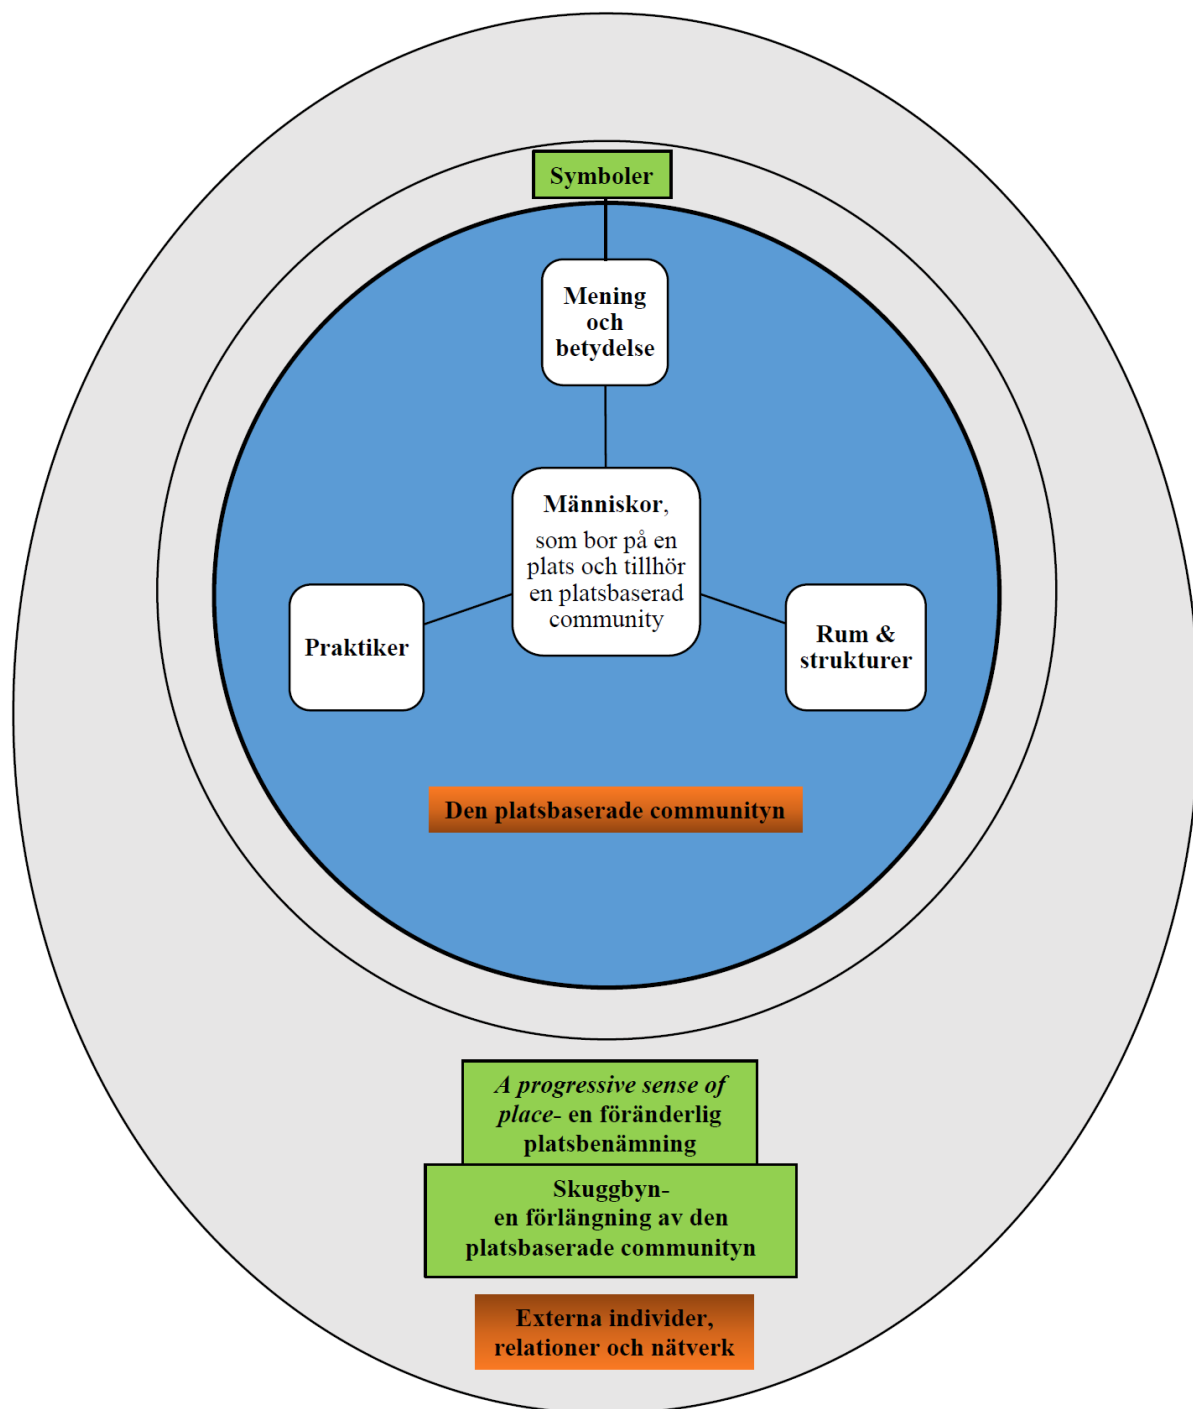 Symboler
Mening
och
betydelse
Människor,
som bor på en
plats och tillhör
en platsbaserad
community
Praktiker
Rum &
strukturer
Den platsbaserade communityn
A progressive sense of
place- en föränderlig
platsbenämning
Skuggbyn-
en förlängning av den
platsbaserade communityn
Externa individer,
relationer och nätverk